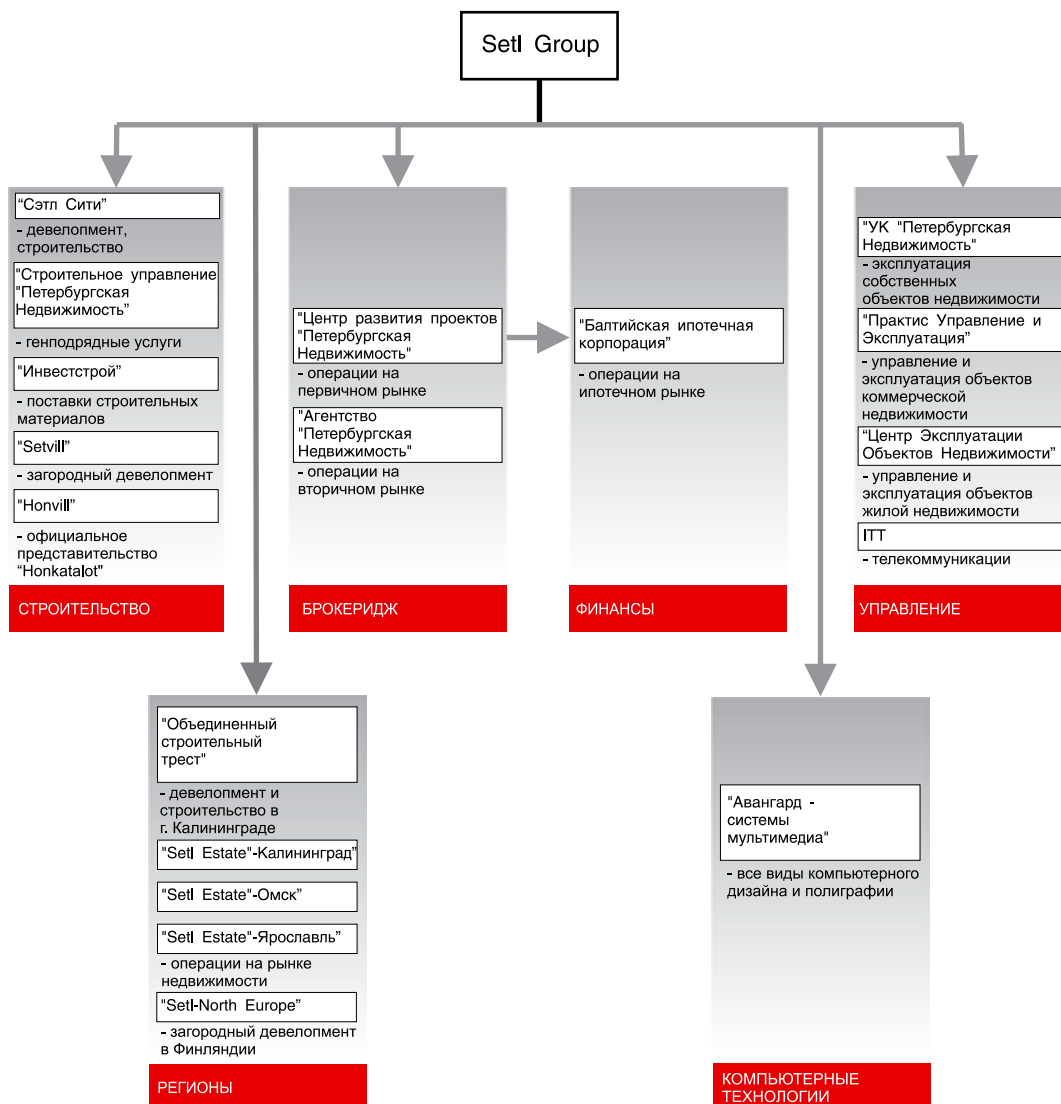 Setl Group
“Сэтл Сити”
- девелопмент,
строительство
"Строительное управление
"Петербургская
Недвижимость”
- генподрядные услуги
"Инвестстрой”
- поставки строительных
материалов
"Setvill”
- загородный девелопмент
"Honvill”
- официальное
представительство
“Honkatalot"
СТРОИТЕЛЬСТВО
"Центр развития проектов
"Петербургская
Недвижимость"
- операции на
первичном рынке
"Агентство
"Петербургская
Недвижимость"
- операции на
вторичном рынке
БРОКЕРИДЖ
"Балтийская ипотечная
корпорация”
- операции на
ипотечном рынке
ФИНАНСЫ
"УК "Петербургская
Недвижимость"
- эксплуатация
собственных
объектов недвижимости
"Практис Управление и
Эксплуатация”
- управление и
эксплуатация объектов
коммерческой
недвижимости
“Центр Эксплуатации
Объектов Недвижимости”
- управление и
эксплуатация объектов
жилой недвижимости
ITT
- телекоммуникации
УПРАВЛЕНИЕ
"Объединенный
строительный
трест"
- девелопмент и
строительство в
г. Калининграде
"Setl Estate"-Калининград”
"Setl Estate"-Омск”
"Setl Estate"-Ярославль”
- операции на рынке
недвижимости
"Setl-North Europe”
- загородный девелопмент
в Финляндии
РЕГИОНЫ
"Авангард -
системы
мультимедиа"
- все виды компьютерного
дизайна и полиграфии
КОМПЬЮТЕРНЫЕ
ТЕХНОЛОГИИ